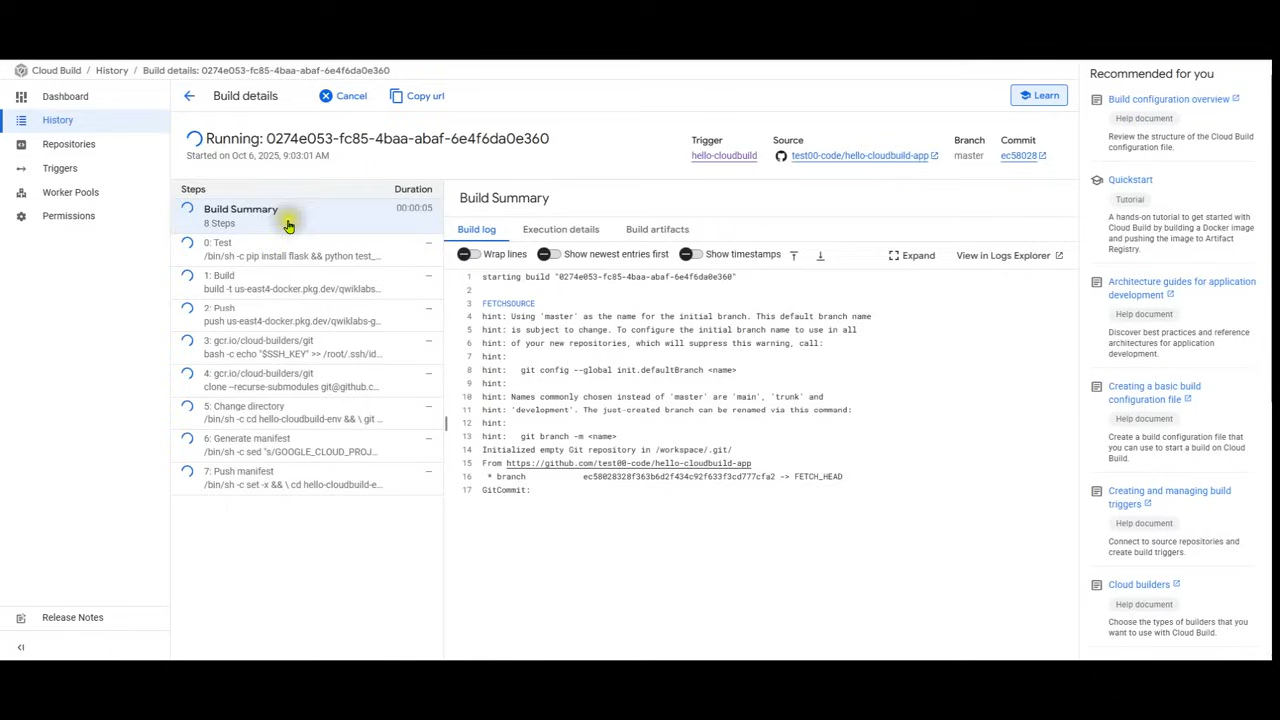 Cloud Build / History / Build details: 0274e053-fc85-4baa-abaf-6e4f6da0e360
Dashboard
History
Repositories
Triggers
Worker Pools
Permissions
Release Notes
Build details
Cancel
Copy url
Learn
Running: 0274e053-fc85-4baa-abaf-6e4f6da0e360
Started on Oct 6, 2025, 9:03:01 AM
Trigger
hello-cloudbuild
Source
test00-code/hello-cloudbuild-app
Branch
master
Commit
ec58028
Steps Duration
Build Summary 00:00:05
8 Steps
0: Test —
/bin/sh -c pip install flask && python test_...
1: Build —
build -t us-east4-docker.pkg.dev/qwiklabs...
2: Push —
push us-east4-docker.pkg.dev/qwiklabs-g...
3: gcr.io/cloud-builders/git —
bash -c echo "$SSH_KEY" >> /root/.ssh/id...
4: gcr.io/cloud-builders/git —
clone --recurse-submodules git@github.c...
5: Change directory —
/bin/sh -c cd hello-cloudbuild-env && \ git ...
6: Generate manifest —
/bin/sh -c sed "s/GOOGLE_CLOUD_PROJ...
7: Push manifest —
/bin/sh -c set -x && \ cd hello-cloudbuild-e...
Build Summary
Build log Execution details Build artifacts
Wrap lines Show newest entries first Show timestamps Expand View in Logs Explorer
1 starting build "0274e053-fc85-4baa-abaf-6e4f6da0e360"
2
3 FETCHSOURCE
4 hint: Using 'master' as the name for the initial branch. This default branch name
5 hint: is subject to change. To configure the initial branch name to use in all
6 hint: of your new repositories, which will suppress this warning, call:
7 hint:
8 hint: git config --global init.defaultBranch <name>
9 hint:
10 hint: Names commonly chosen instead of 'master' are 'main', 'trunk' and
11 hint: 'development'. The just-created branch can be renamed via this command:
12 hint:
13 hint: git branch -m <name>
14 Initialized empty Git repository in /workspace/.git/
15 From https://github.com/test00-code/hello-cloudbuild-app
16 * branch ec58028328f363b6d2f434c92f633f3cd777cfa2 -> FETCH_HEAD
17 GitCommit:
Recommended for you
Build configuration overview
Help document
Review the structure of the Cloud Build
configuration file.
Quickstart
Tutorial
A hands-on tutorial to get started with
Cloud Build by building a Docker image
and pushing the image to Artifact
Registry.
Architecture guides for application
development
Help document
Discover best practices and reference
architectures for application
development.
Creating a basic build
configuration file
Help document
Create a build configuration file that
you can use to start a build on Cloud
Build.
Creating and managing build
triggers
Help document
Connect to source repositories and
create build triggers.
Cloud builders
Help document
Choose the types of builders that you
want to use with Cloud Build.